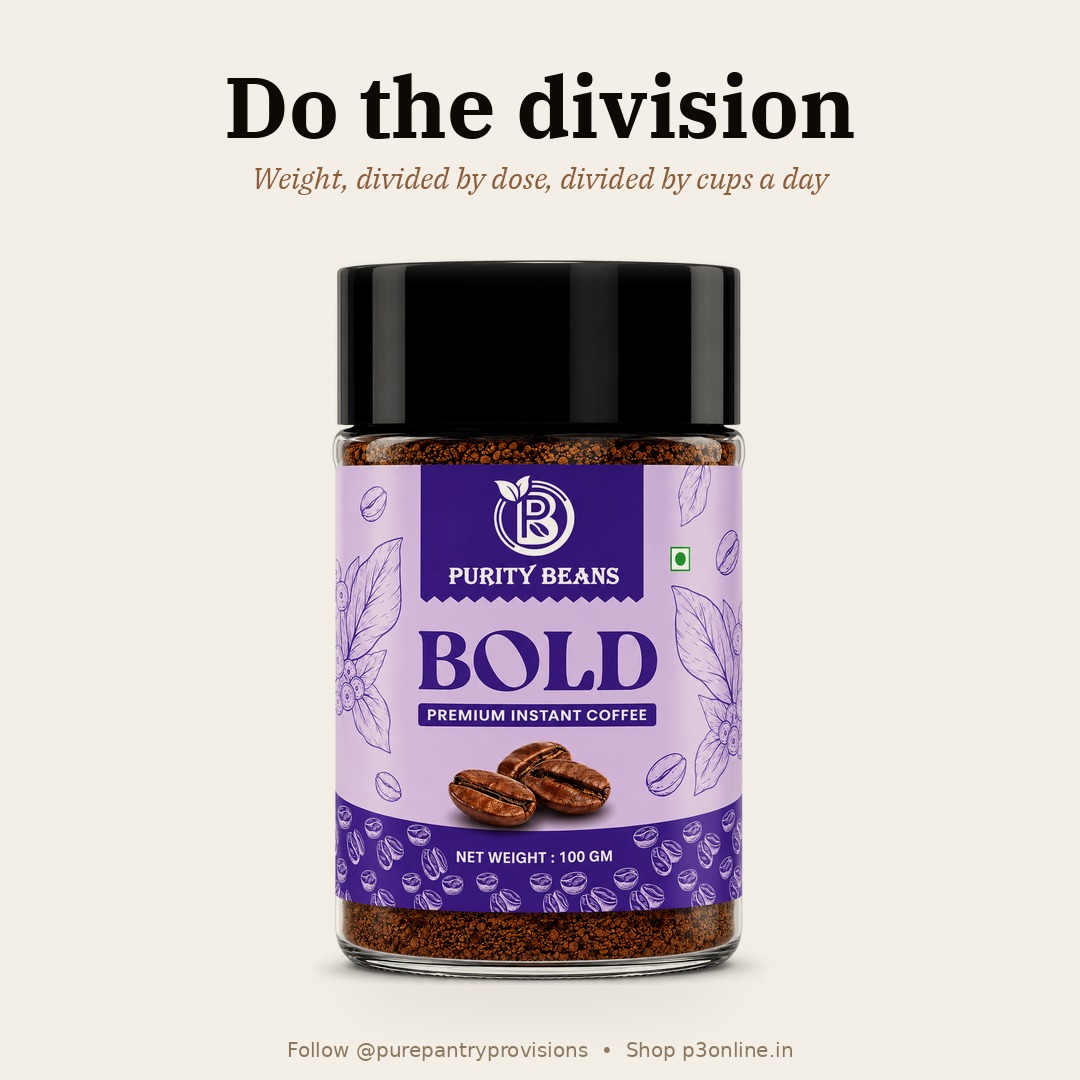 Do the division
Weight, divided by dose, divided by cups a day
PURITY BEANS
BOLD
PREMIUM INSTANT COFFEE
NET WEIGHT : 100 GM
Follow @purepantryprovisions • Shop p3online.in